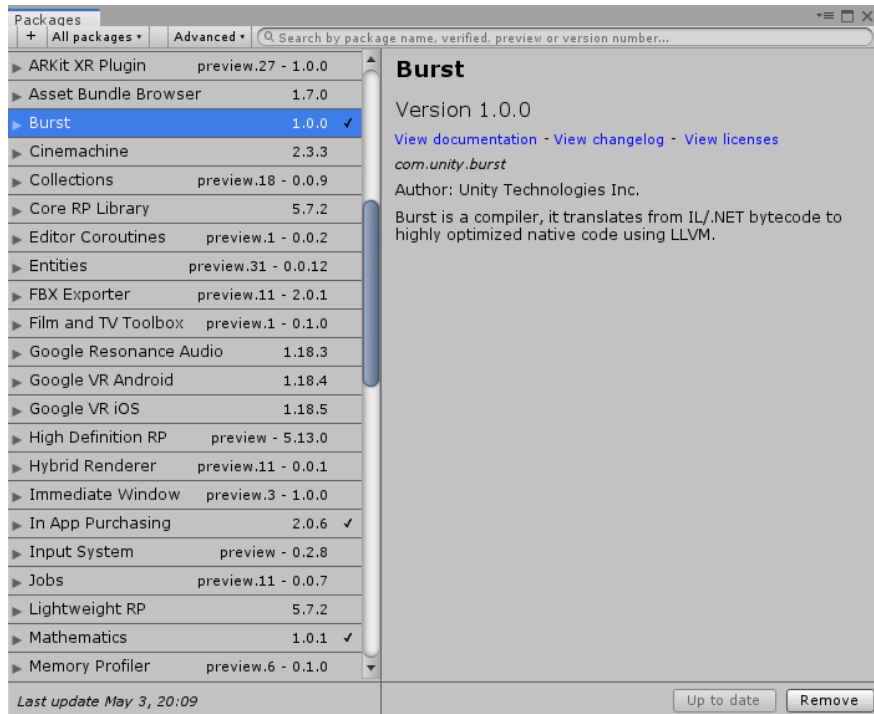 Packages
+ All packages Advanced Search by package name, verified, preview or version number...
ARKit XR Plugin preview.27 - 1.0.0
Asset Bundle Browser 1.7.0
Burst 1.0.0 ✓
Cinemachine 2.3.3
Collections preview.18 - 0.0.9
Core RP Library 5.7.2
Editor Coroutines preview.1 - 0.0.2
Entities preview.31 - 0.0.12
FBX Exporter preview.11 - 2.0.1
Film and TV Toolbox preview.1 - 0.1.0
Google Resonance Audio 1.18.3
Google VR Android 1.18.4
Google VR iOS 1.18.5
High Definition RP preview - 5.13.0
Hybrid Renderer preview.11 - 0.0.1
Immediate Window preview.3 - 1.0.0
In App Purchasing 2.0.6 ✓
Input System preview - 0.2.8
Jobs preview.11 - 0.0.7
Lightweight RP 5.7.2
Mathematics 1.0.1 ✓
Memory Profiler preview.6 - 0.1.0
Last update May 3, 20:09
Burst
Version 1.0.0
View documentation - View changelog - View licenses
com.unity.burst
Author: Unity Technologies Inc.
Burst is a compiler, it translates from IL/.NET bytecode to
highly optimized native code using LLVM.
Up to date Remove